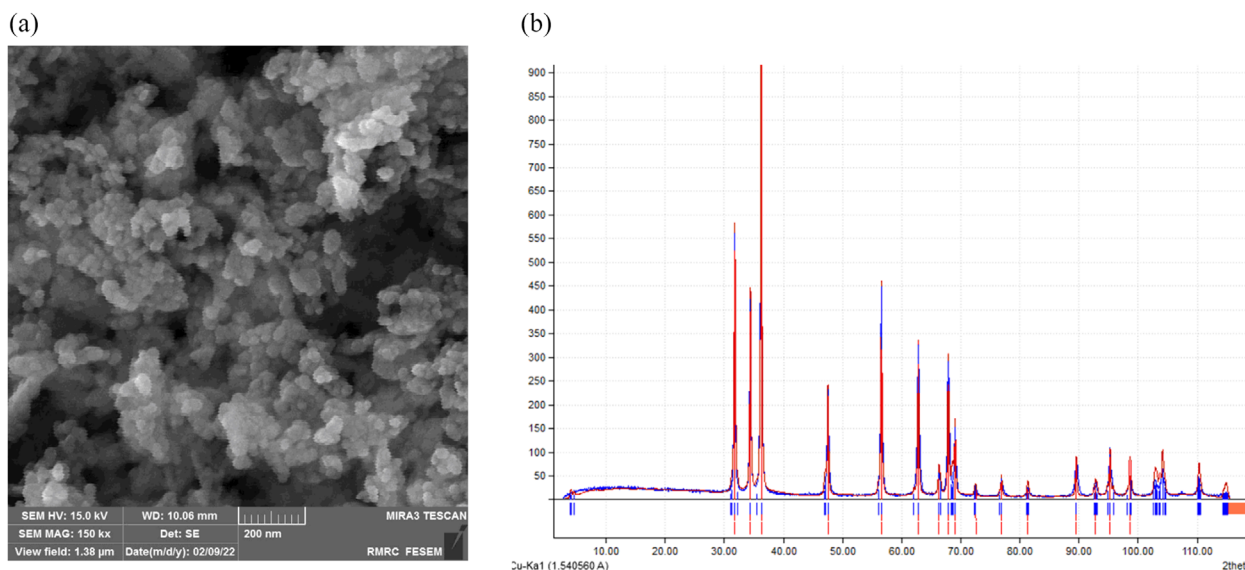 (a)
(b)
SEM HV: 15.0 kV WD: 10.06 mm MIRA3 TESCAN
SEM MAG: 150 kx Det: SE 200 nm
View field: 1.38 µm Date(m/d/y): 02/09/22 RMRC FESEM
900
850
800
750
700
650
600
550
500
450
400
350
300
250
200
150
100
50
10.00 20.00 30.00 40.00 50.00 60.00 70.00 80.00 90.00 100.00 110.00
Cu-Ka1 (1.540560 A) 2thet